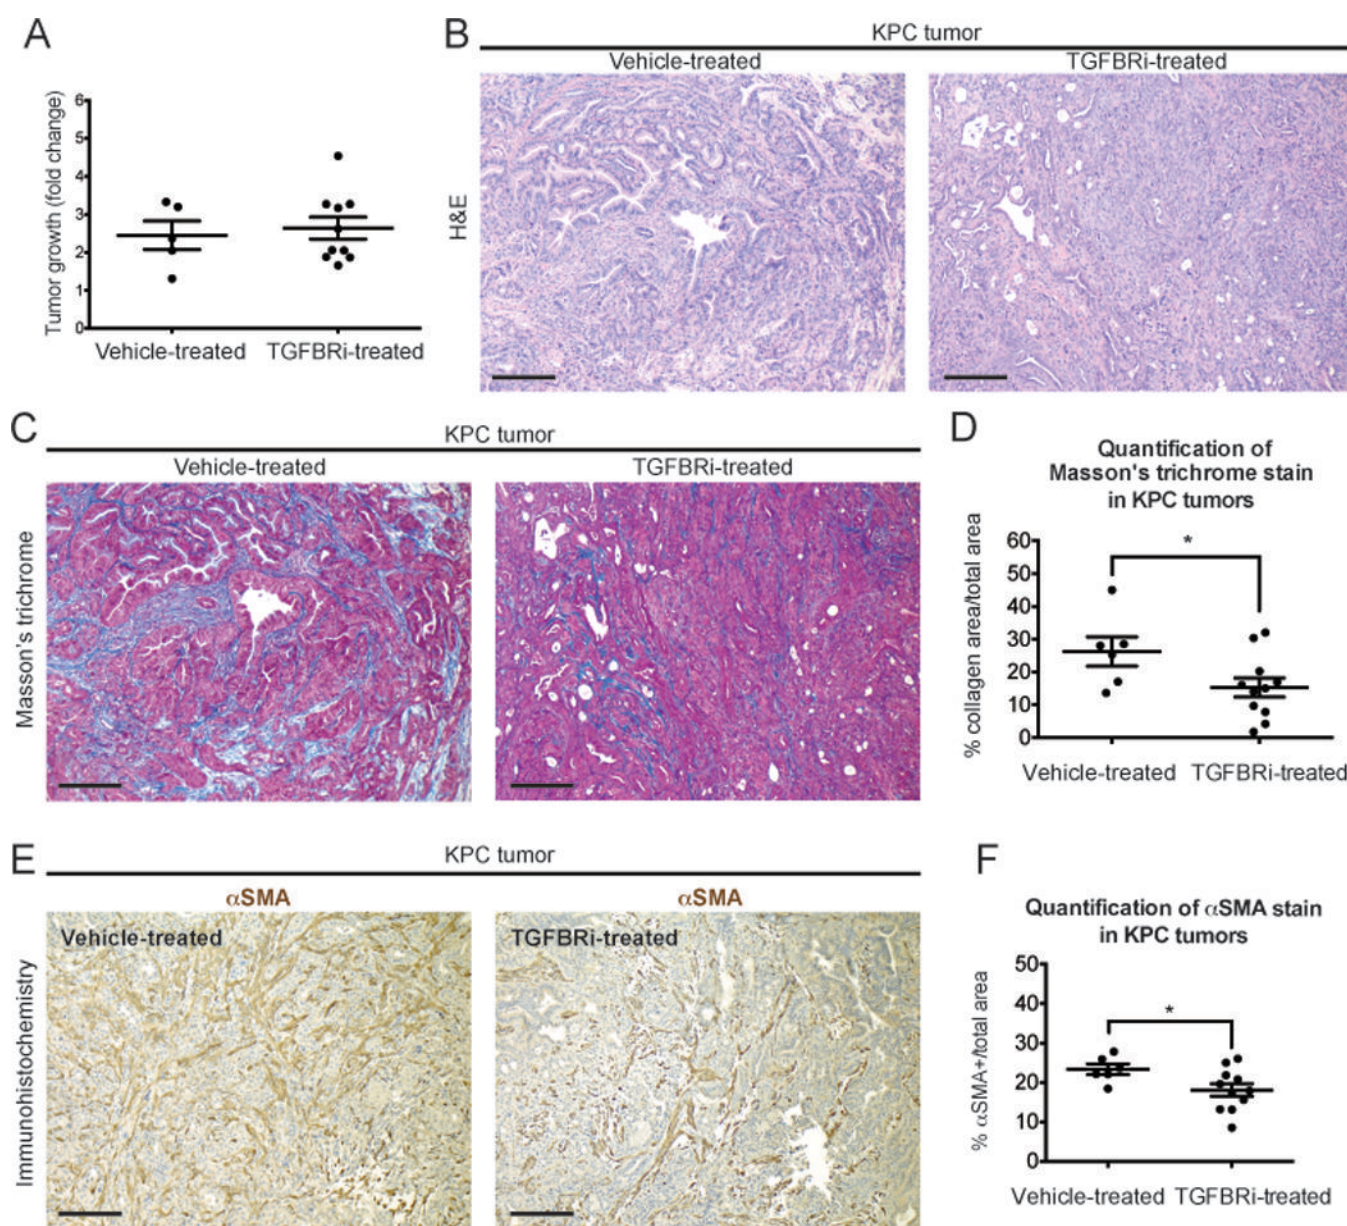 A
Tumor growth (fold change)
6
5
4
3
2
1
0
Vehicle-treated
TGFBRi-treated
B
KPC tumor
Vehicle-treated
TGFBRi-treated
H&E
C
KPC tumor
Vehicle-treated
TGFBRi-treated
Masson's trichrome
D
Quantification of
Masson's trichrome stain
in KPC tumors
% collagen area/total area
60
50
40
30
20
10
0
*
Vehicle-treated
TGFBRi-treated
E
KPC tumor
αSMA
αSMA
Vehicle-treated
TGFBRi-treated
Immunohistochemistry
F
Quantification of αSMA stain
in KPC tumors
% αSMA+/total area
50
40
30
20
10
0
*
Vehicle-treated
TGFBRi-treated